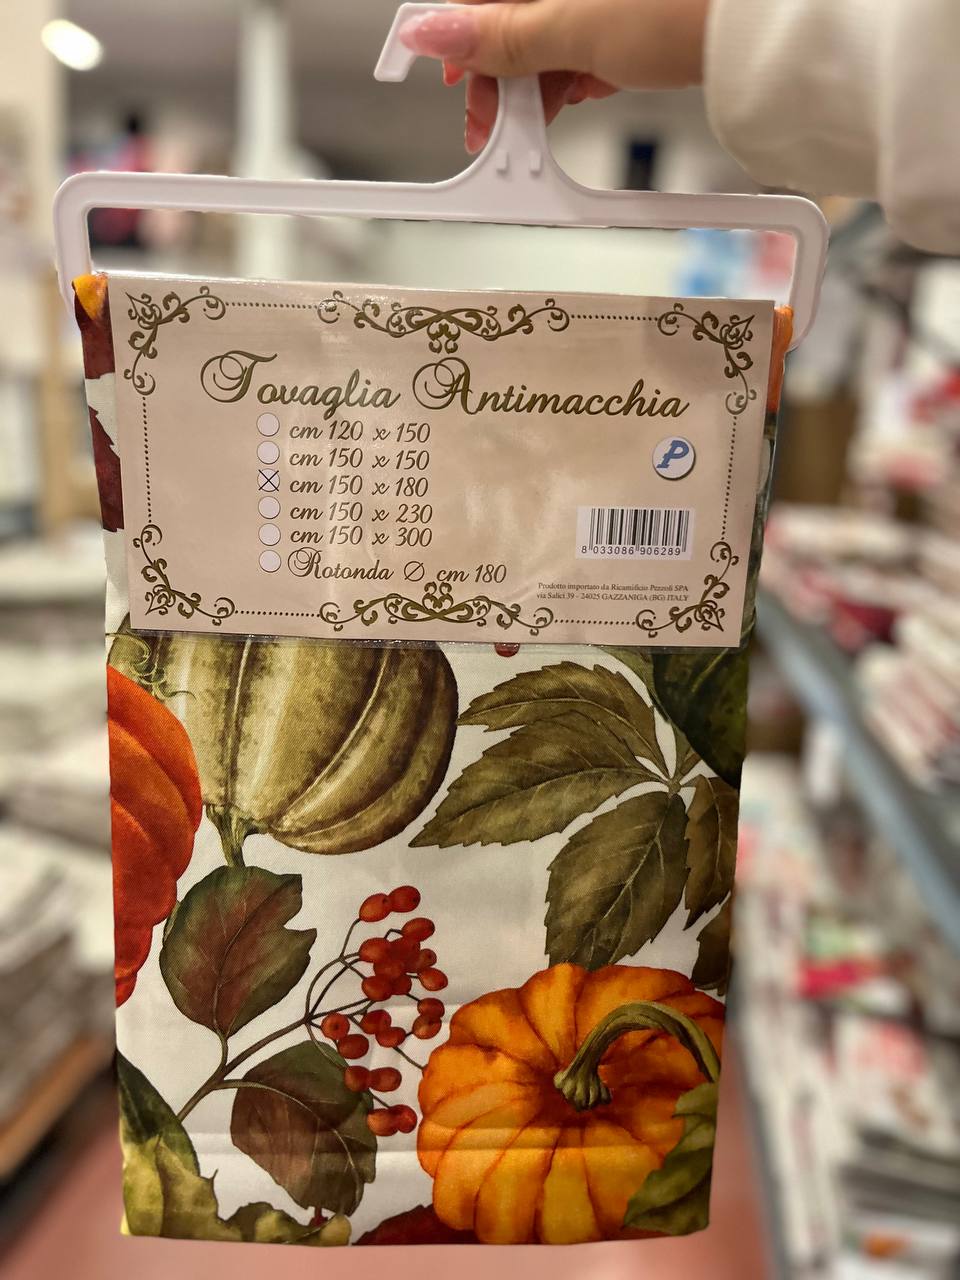 Tovaglia Antimacchia
cm 120 x 150
cm 150 x 150
cm 150 x 180
cm 150 x 230
cm 150 x 300
Rotonda Ø cm 180
P
8 033086 906289
Prodotto importato da Ricamificio Pezzoli SPA
via Salici 39 - 24025 GAZZANIGA (BG) ITALY